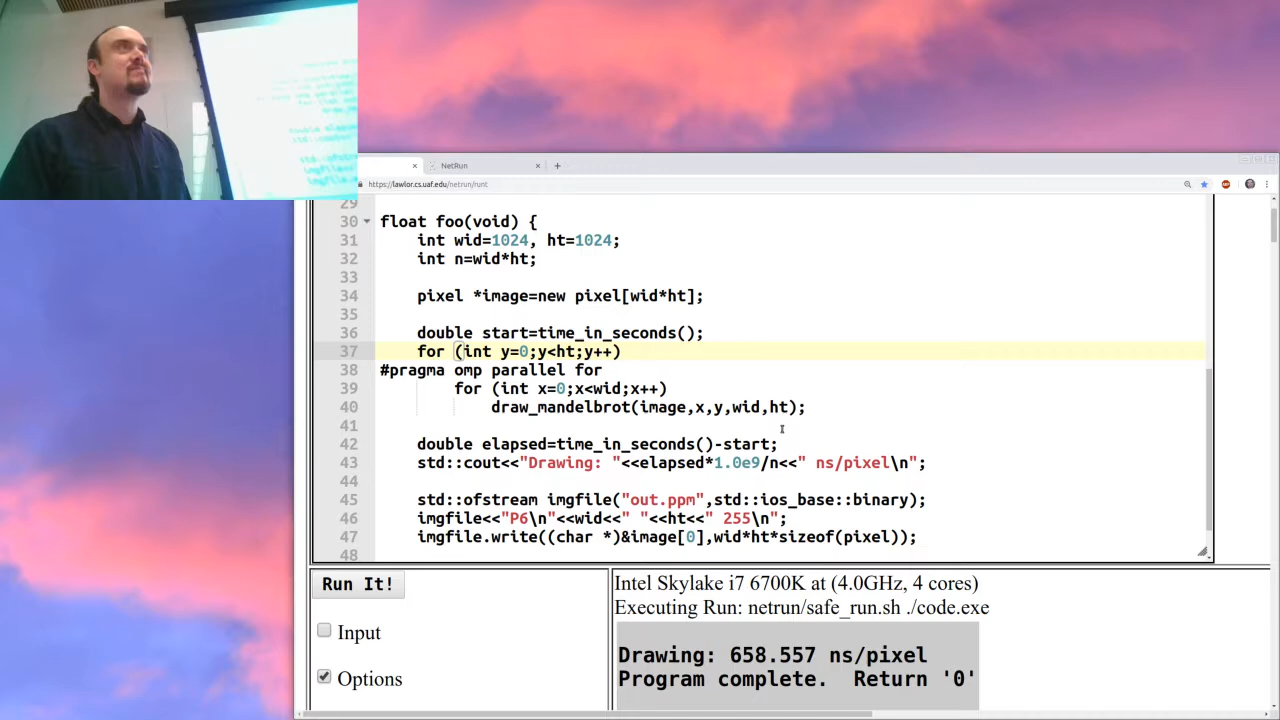 NetRun
https://lawlor.cs.uaf.edu/netrun/runt
29
30 float foo(void) {
31 int wid=1024, ht=1024;
32 int n=wid*ht;
33
34 pixel *image=new pixel[wid*ht];
35
36 double start=time_in_seconds();
37 for (int y=0;y<ht;y++)
38 #pragma omp parallel for
39 for (int x=0;x<wid;x++)
40 draw_mandelbrot(image,x,y,wid,ht);
41
42 double elapsed=time_in_seconds()-start;
43 std::cout<<"Drawing: "<<elapsed*1.0e9/n<<" ns/pixel\n";
44
45 std::ofstream imgfile("out.ppm",std::ios_base::binary);
46 imgfile<<"P6\n"<<wid<<" "<<ht<<" 255\n";
47 imgfile.write((char *)&image[0],wid*ht*sizeof(pixel));
48
Run It!
Input
Options
Intel Skylake i7 6700K at (4.0GHz, 4 cores)
Executing Run: netrun/safe_run.sh ./code.exe
Drawing: 658.557 ns/pixel
Program complete. Return '0'